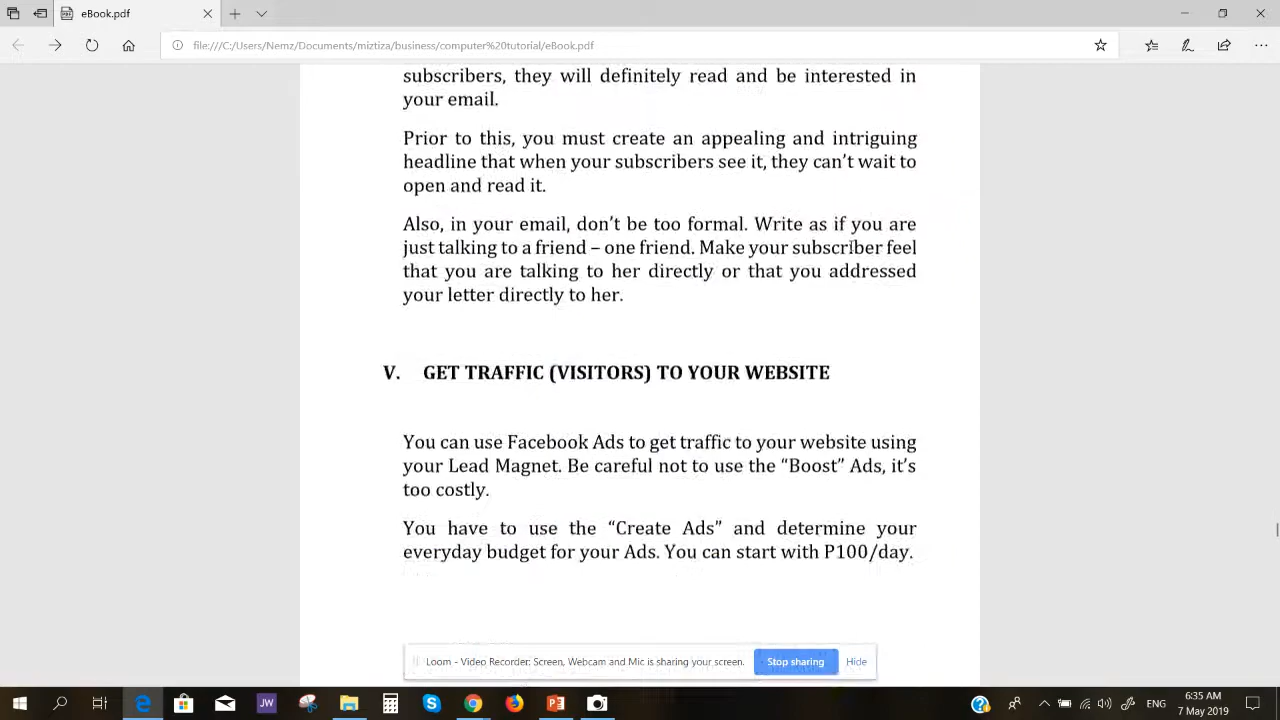 eBook.pdf
file:///C:/Users/Nemz/Documents/miztiza/business/computer%20tutorial/eBook.pdf
subscribers, they will definitely read and be interested in
your email.
Prior to this, you must create an appealing and intriguing
headline that when your subscribers see it, they can't wait to
open and read it.
Also, in your email, don't be too formal. Write as if you are
just talking to a friend – one friend. Make your subscriber feel
that you are talking to her directly or that you addressed
your letter directly to her.
V. GET TRAFFIC (VISITORS) TO YOUR WEBSITE
You can use Facebook Ads to get traffic to your website using
your Lead Magnet. Be careful not to use the “Boost” Ads, it's
too costly.
You have to use the “Create Ads” and determine your
everyday budget for your Ads. You can start with P100/day.
Loom - Video Recorder: Screen, Webcam and Mic is sharing your screen. Stop sharing Hide
JW
ENG
6:35 AM
7 May 2019